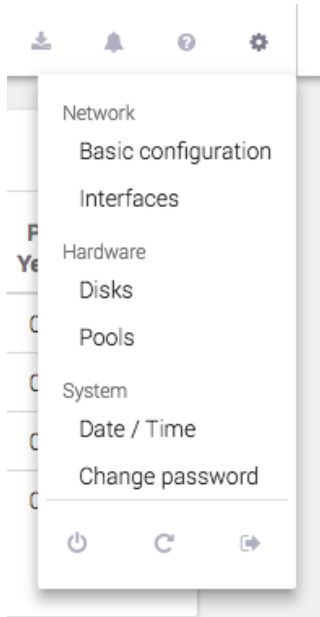 Network
Basic configuration
Interfaces
Hardware
Disks
Pools
System
Date / Time
Change password